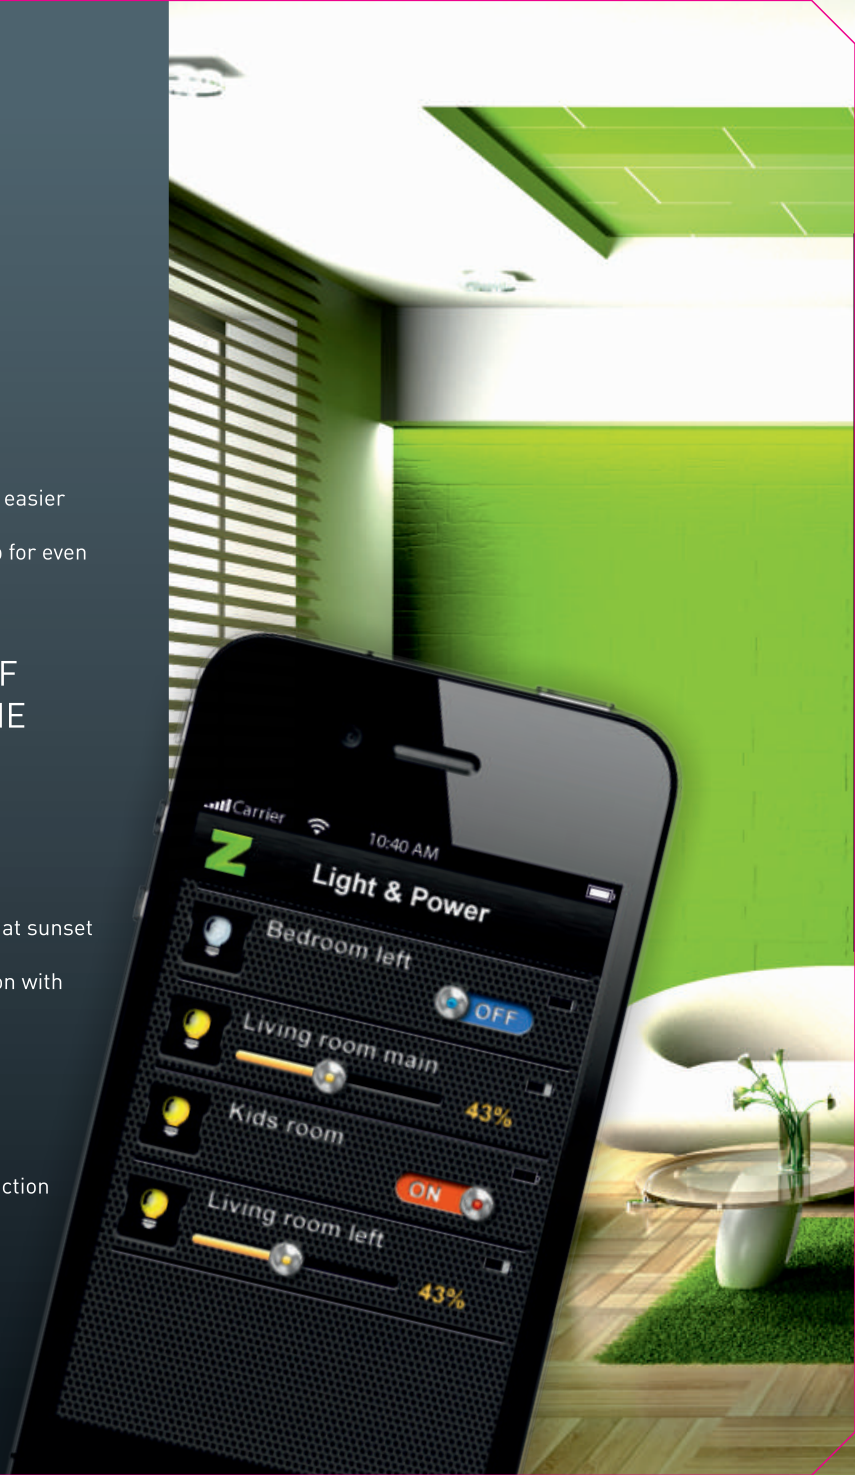 easier
for even
F
at sunset
on with
ction
Carrier
10:40 AM
Z
Light & Power
Bedroom left
OFF
Living room main
43%
Kids room
ON
Living room left
43%